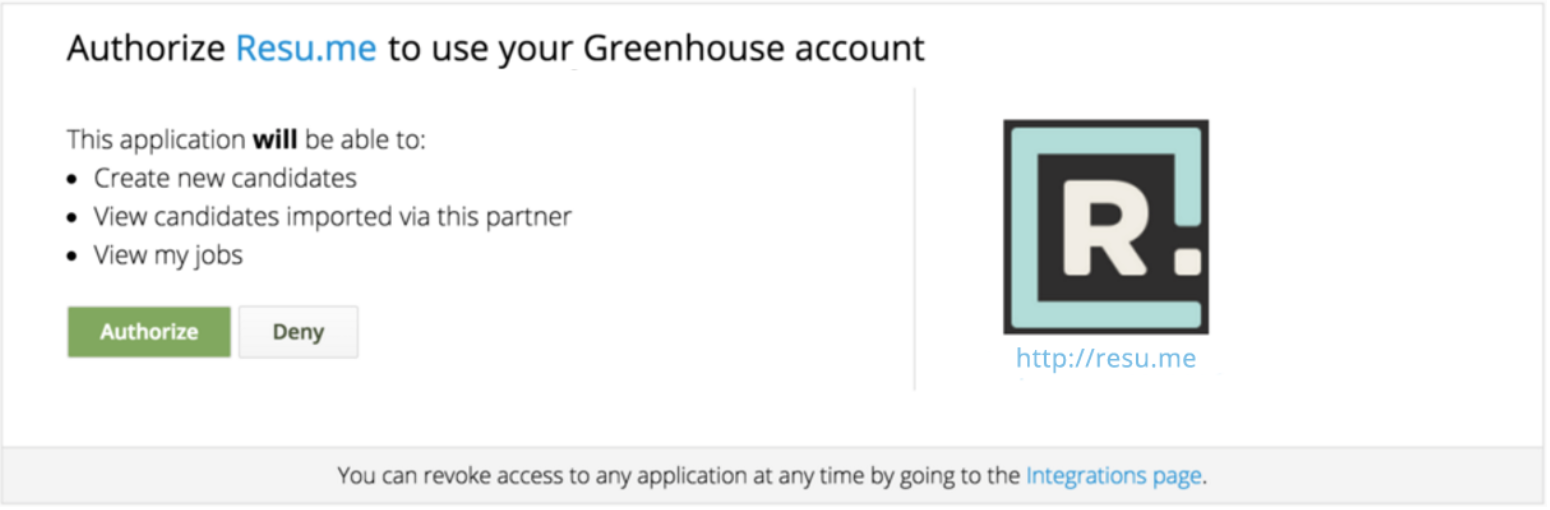 Authorize Resu.me to use your Greenhouse account
This application will be able to:
• Create new candidates
• View candidates imported via this partner
• View my jobs
Authorize Deny
R.
http://resu.me
You can revoke access to any application at any time by going to the Integrations page.